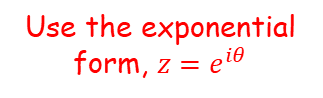 Use the exponential
form, z = e^{iθ}